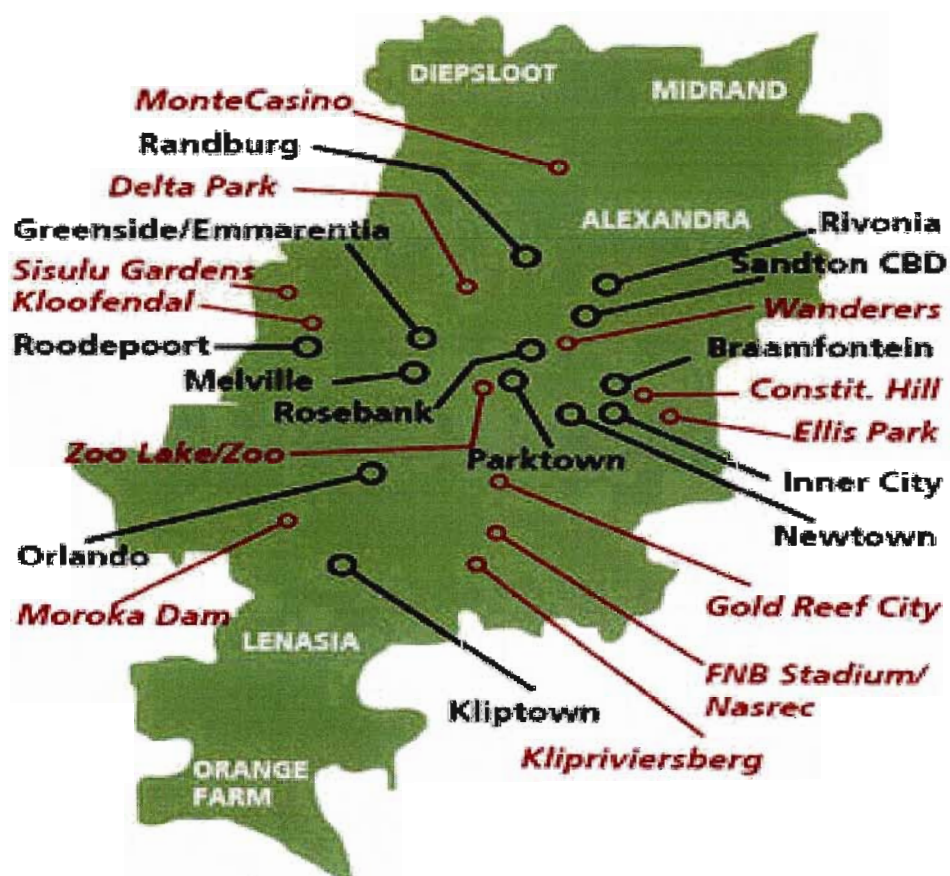 DIEPSLOOT
MIDRAND
MonteCasino
Randburg
Delta Park
ALEXANDRA
Greenside/Emmarentia
Rivonia
Sandton CBD
Sisulu Gardens
Kloofendal
Wanderers
Roodepoort
Braamfontein
Melville
Constit. Hill
Rosebank
Ellis Park
Zoo Lake/Zoo
Parktown
Inner City
Newtown
Orlando
Moroka Dam
Gold Reef City
LENASIA
FNB Stadium/
Nasrec
Kliptown
Klipriviersberg
ORANGE
FARM